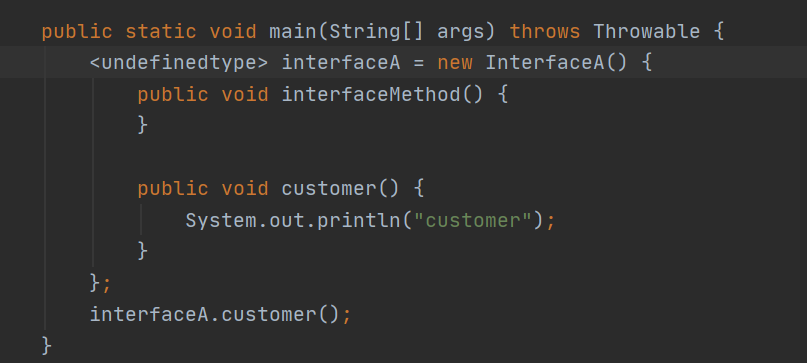 public static void main(String[] args) throws Throwable {
    <undefinedtype> interfaceA = new InterfaceA() {
        public void interfaceMethod() {
        }

        public void customer() {
            System.out.println("customer");
        }
    };
    interfaceA.customer();
}